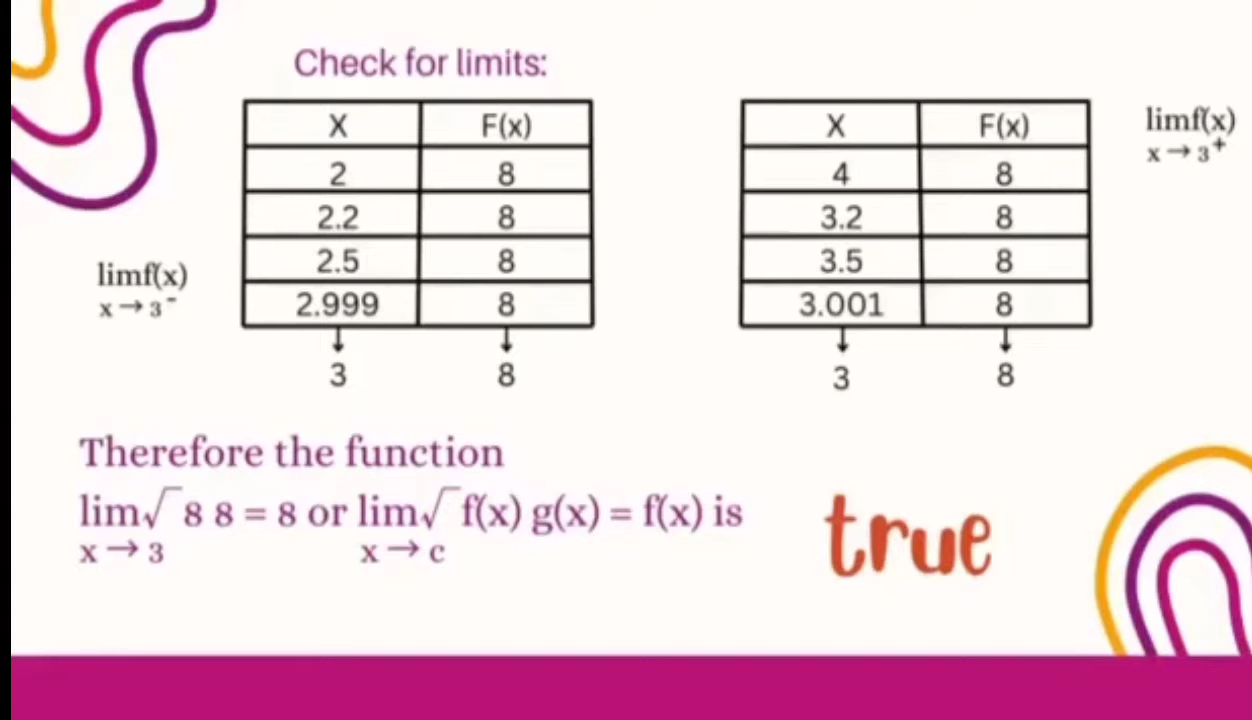 Check for limits:
X F(x)
2 8
2.2 8
2.5 8
2.999 8
3 8
limf(x)
x → 3⁻
X F(x)
4 8
3.2 8
3.5 8
3.001 8
3 8
limf(x)
x → 3⁺
Therefore the function
lim√ 8 8 = 8 or lim√ f(x) g(x) = f(x) is
x → 3 x → c
true